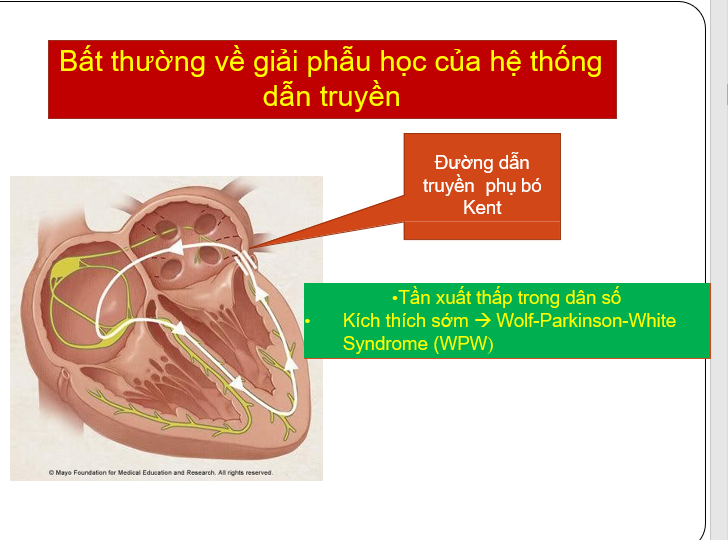 Bất thường về giải phẫu học của hệ thống
dẫn truyền
Đường dẫn
truyền phụ bó
Kent
•Tần xuất thấp trong dân số
• Kích thích sớm → Wolf-Parkinson-White
Syndrome (WPW)
© Mayo Foundation for Medical Education and Research. All rights reserved.